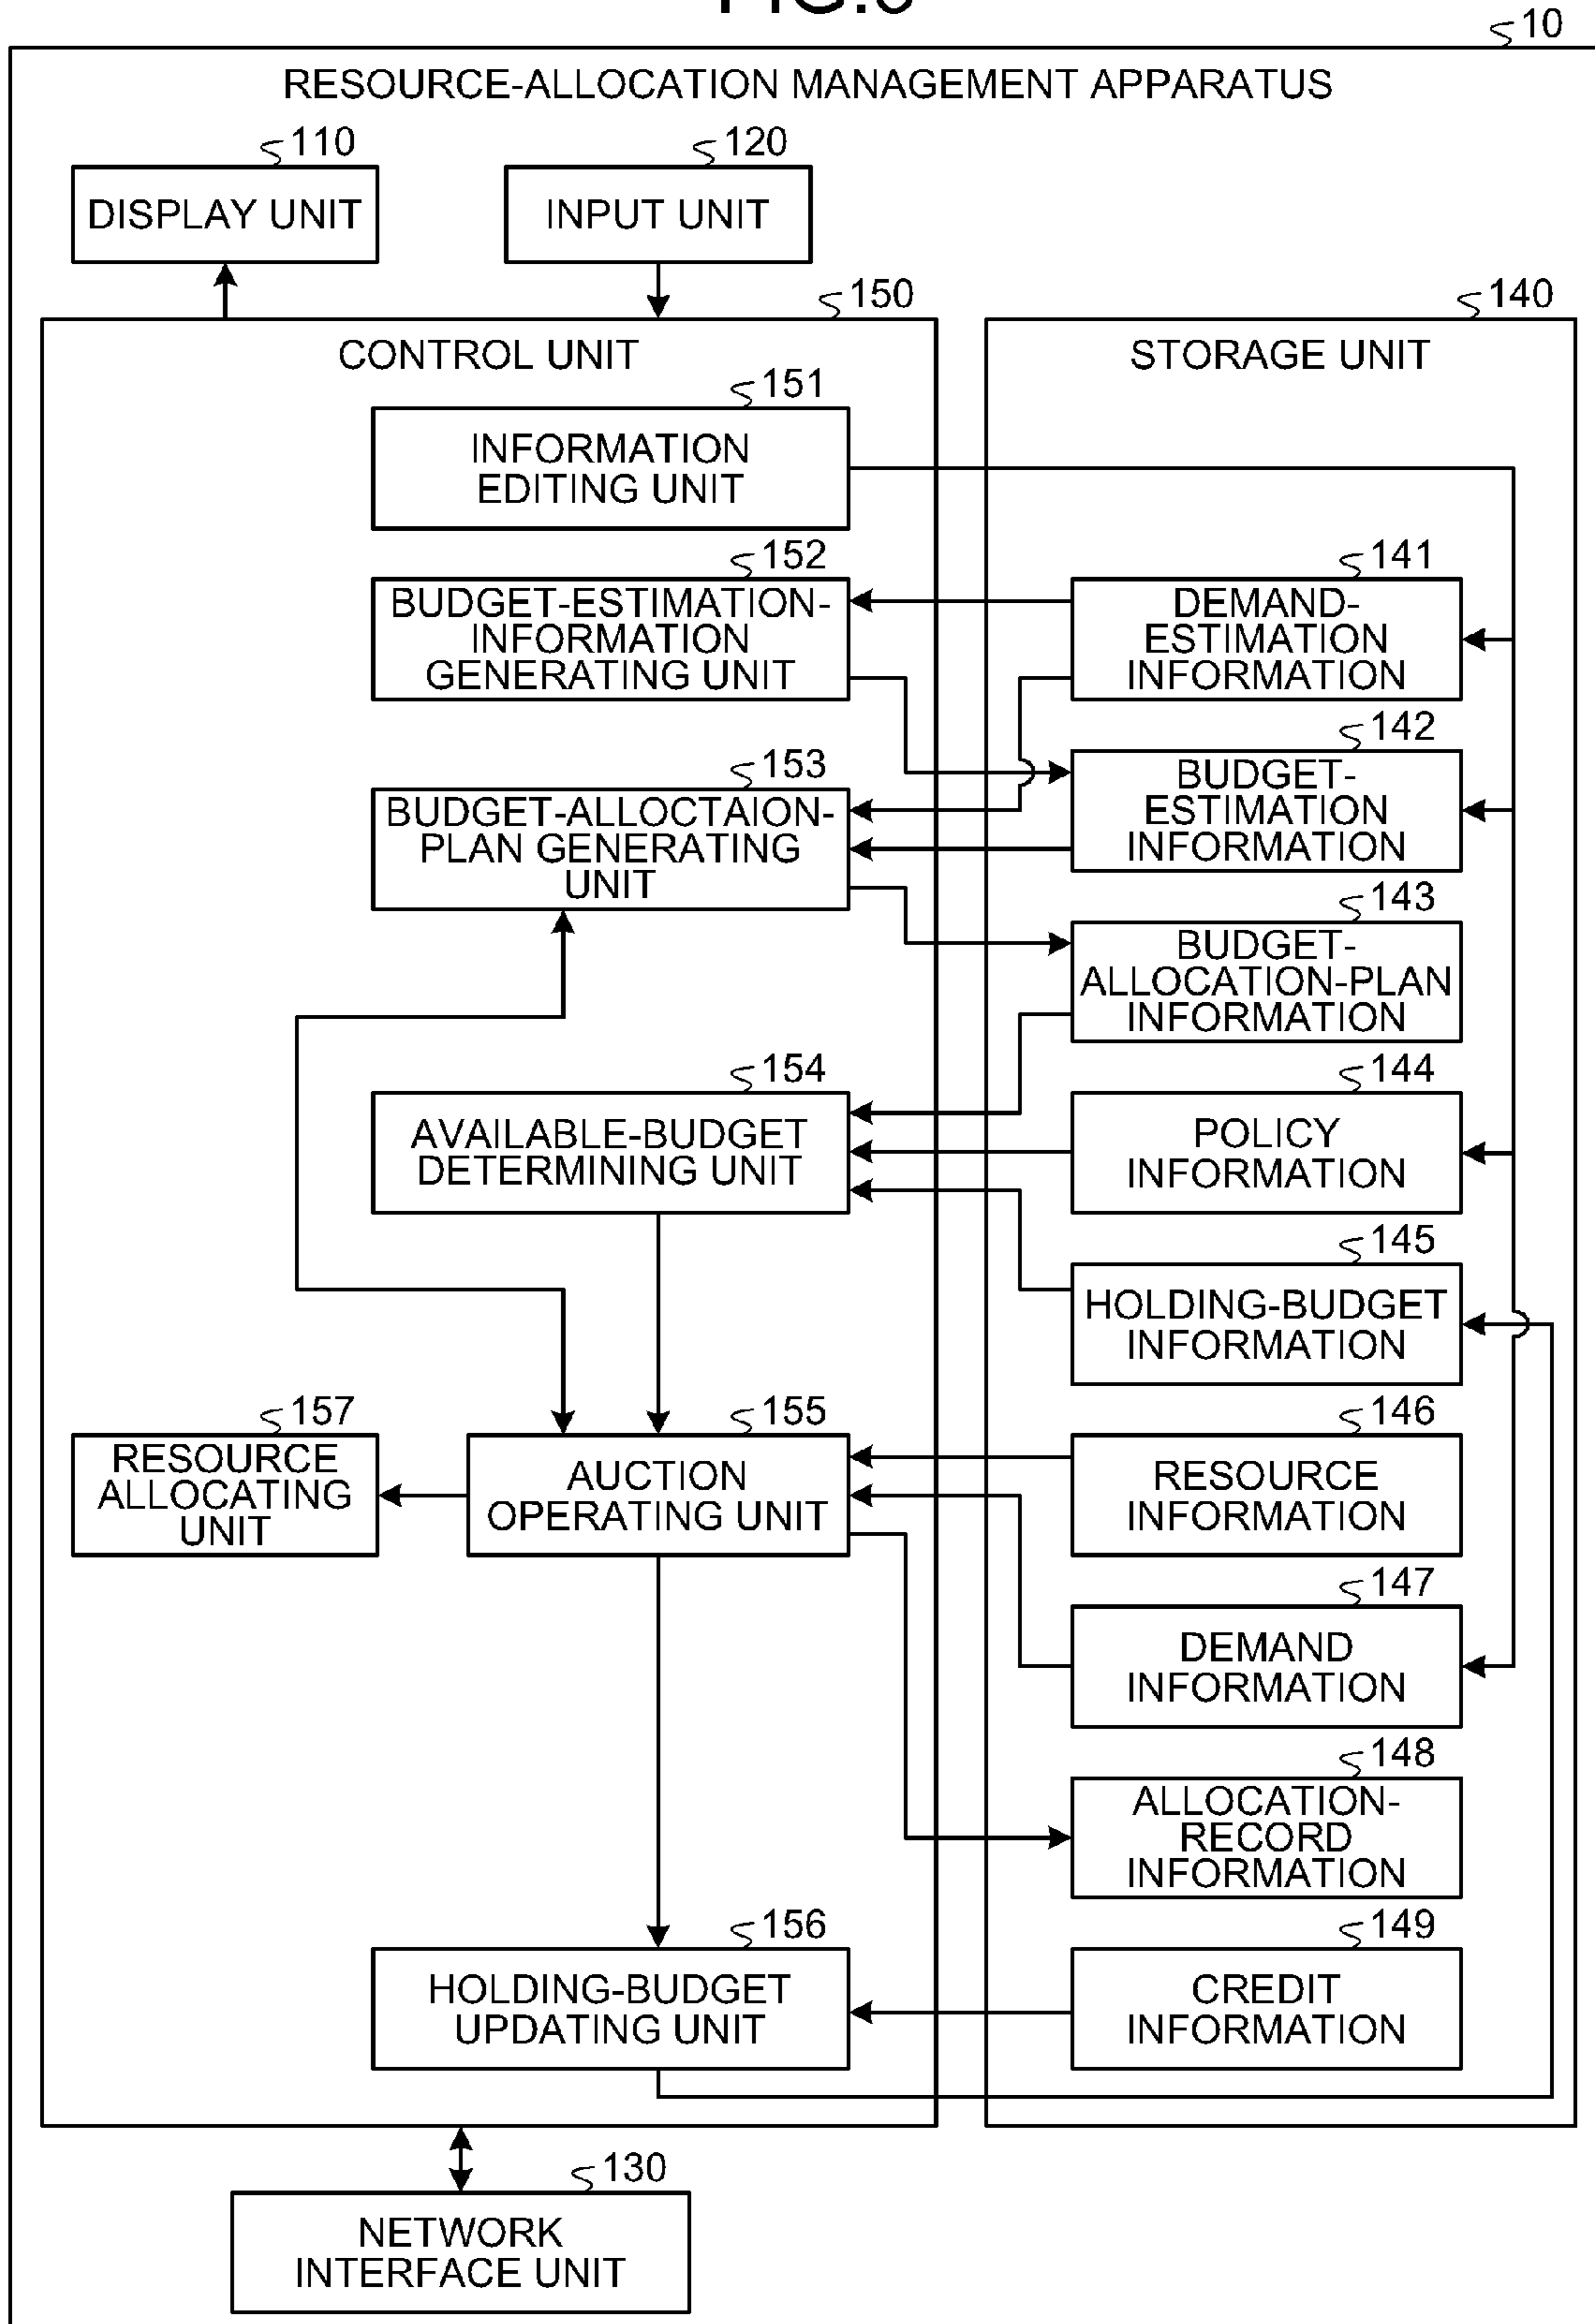 10
RESOURCE-ALLOCATION MANAGEMENT APPARATUS
110
DISPLAY UNIT
120
INPUT UNIT
150
CONTROL UNIT
140
STORAGE UNIT
151
INFORMATION
EDITING UNIT
152
BUDGET-ESTIMATION-
INFORMATION
GENERATING UNIT
141
DEMAND-
ESTIMATION
INFORMATION
142
BUDGET-
ESTIMATION
INFORMATION
153
BUDGET-ALLOCTAION-
PLAN GENERATING
UNIT
143
BUDGET-
ALLOCATION-PLAN
INFORMATION
154
AVAILABLE-BUDGET
DETERMINING UNIT
144
POLICY
INFORMATION
145
HOLDING-BUDGET
INFORMATION
157
RESOURCE
ALLOCATING
UNIT
155
AUCTION
OPERATING UNIT
146
RESOURCE
INFORMATION
147
DEMAND
INFORMATION
148
ALLOCATION-
RECORD
INFORMATION
156
HOLDING-BUDGET
UPDATING UNIT
149
CREDIT
INFORMATION
130
NETWORK
INTERFACE UNIT